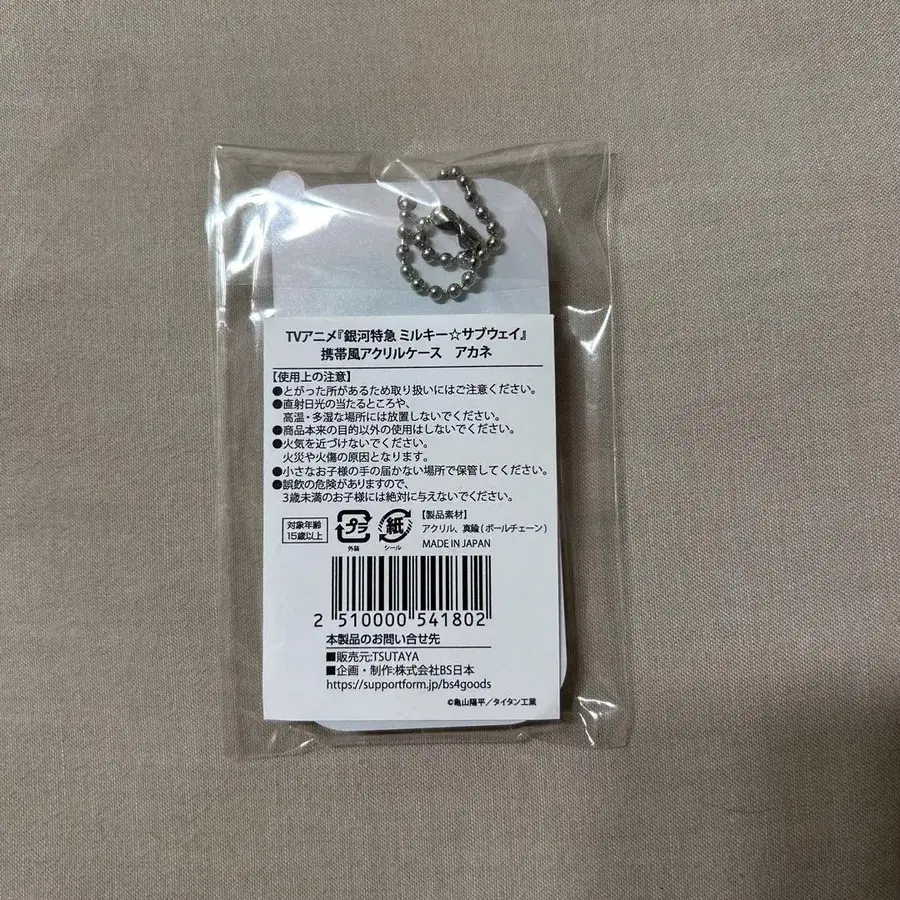 TVアニメ『銀河特急 ミルキー☆サブウェイ』
携帯風アクリルケース　アカネ
【使用上の注意】
●とがった所があるため取り扱いにはご注意ください。
●直射日光の当たるところや、
高温・多湿な場所には放置しないでください。
●商品本来の目的以外の使用はしないでください。
●火気を近づけないでください。
火災や火傷の原因となります。
●小さなお子様の手の届かない場所で保管してください。
●誤飲の危険がありますので、
3歳未満のお子様には絶対に与えないでください。
対象年齢
15歳以上
プラ
外装
紙
シール
【製品素材】
アクリル、真鍮(ボールチェーン)
MADE IN JAPAN
2 510000 541802
本製品のお問い合せ先
■販売元:TSUTAYA
■企画・制作:株式会社BS日本
https://supportform.jp/bs4goods
©亀山陽平／タイタン工業